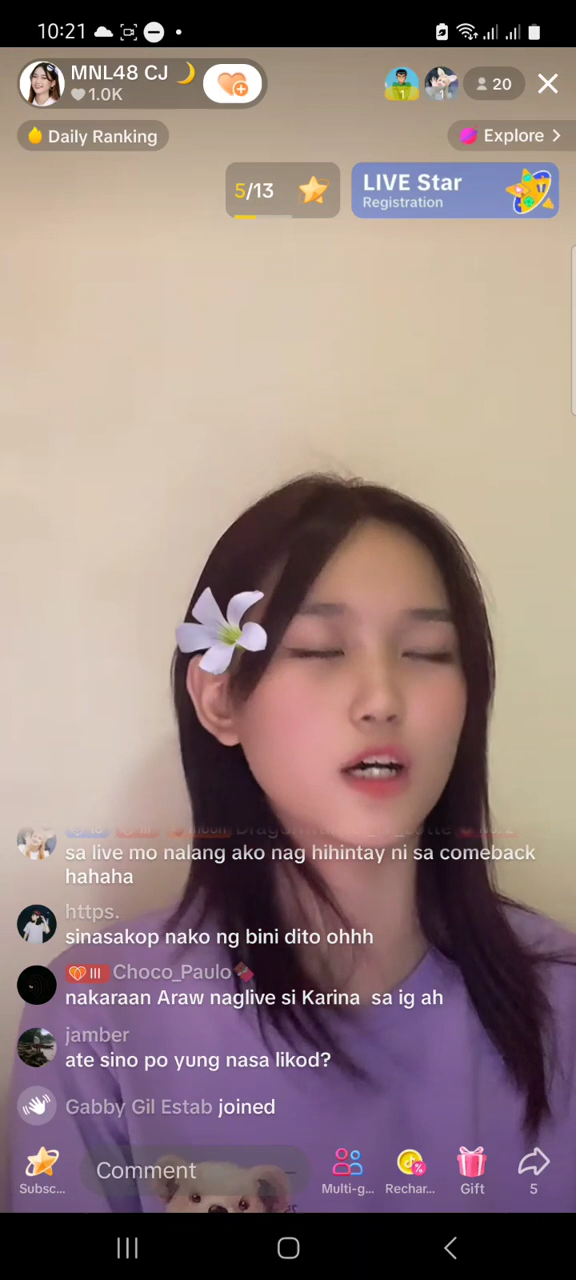 10:21
MNL48 CJ 🌙
1.0K
1
1
20
Daily Ranking
Explore >
5/13
LIVE Star
Registration
sa live mo nalang ako nag hihintay ni sa comeback
hahaha
https.
sinasakop nako ng bini dito ohhh
III Choco_Paulo🍫
nakaraan Araw naglive si Karina sa ig ah
jamber
ate sino po yung nasa likod?
Gabby Gil Estab joined
Comment
Subsc...
Multi-g...
Rechar...
Gift
5